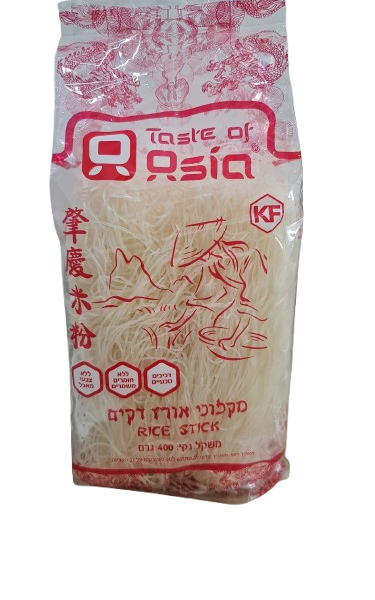 Taste of
Asia
KF
肇慶米粉
ללא
צבעי
מאכל
ללא
חומרים
משמרים
רכיבים
טבעיים
מקלוני אורז דקים
RICE STICK
משקל נקי: 400 גרם